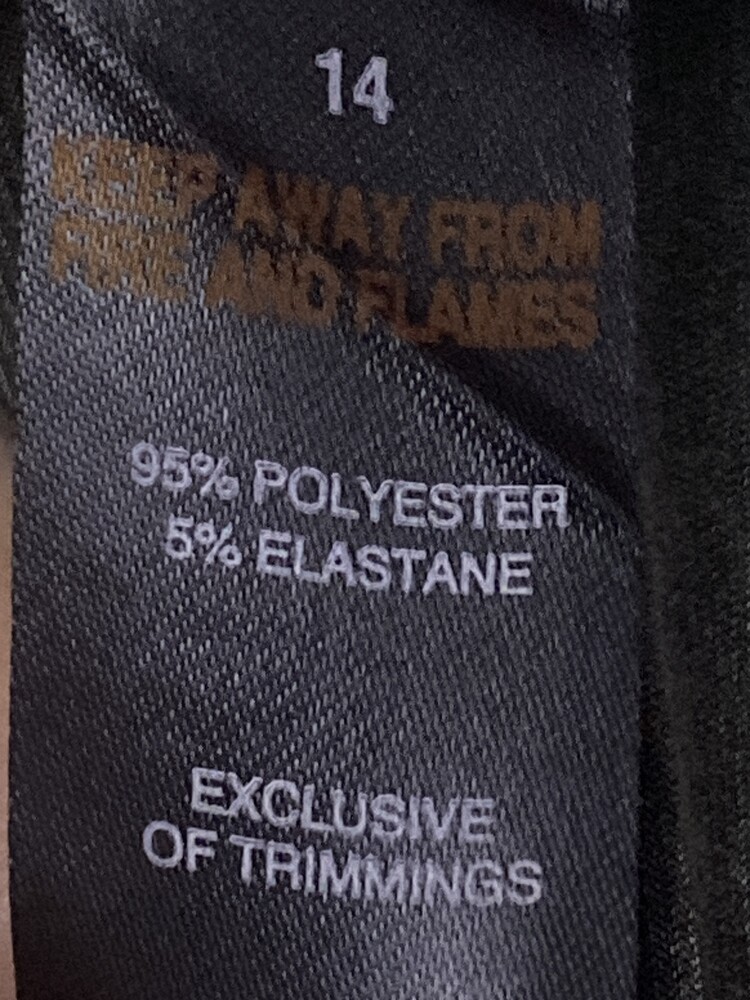 14
KEEP AWAY FROM
FIRE AND FLAMES
95% POLYESTER
5% ELASTANE
EXCLUSIVE
OF TRIMMINGS